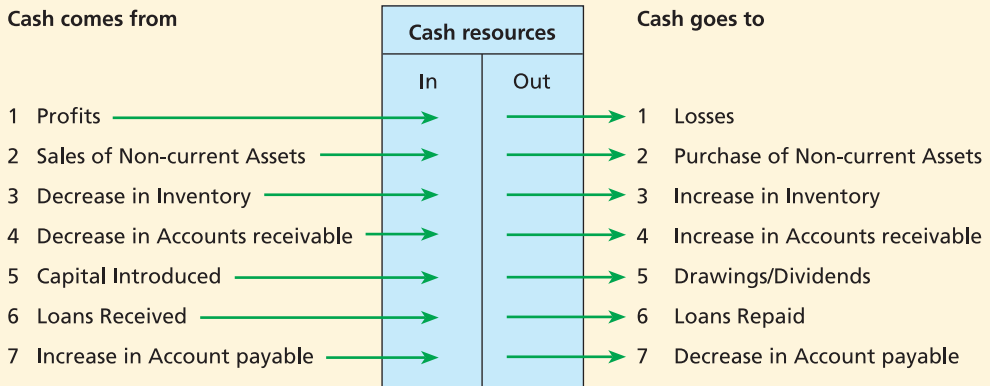 Cash comes from
Cash resources
Cash goes to
In
Out
1 Profits
1 Losses
2 Sales of Non-current Assets
2 Purchase of Non-current Assets
3 Decrease in Inventory
3 Increase in Inventory
4 Decrease in Accounts receivable
4 Increase in Accounts receivable
5 Capital Introduced
5 Drawings/Dividends
6 Loans Received
6 Loans Repaid
7 Increase in Account payable
7 Decrease in Account payable